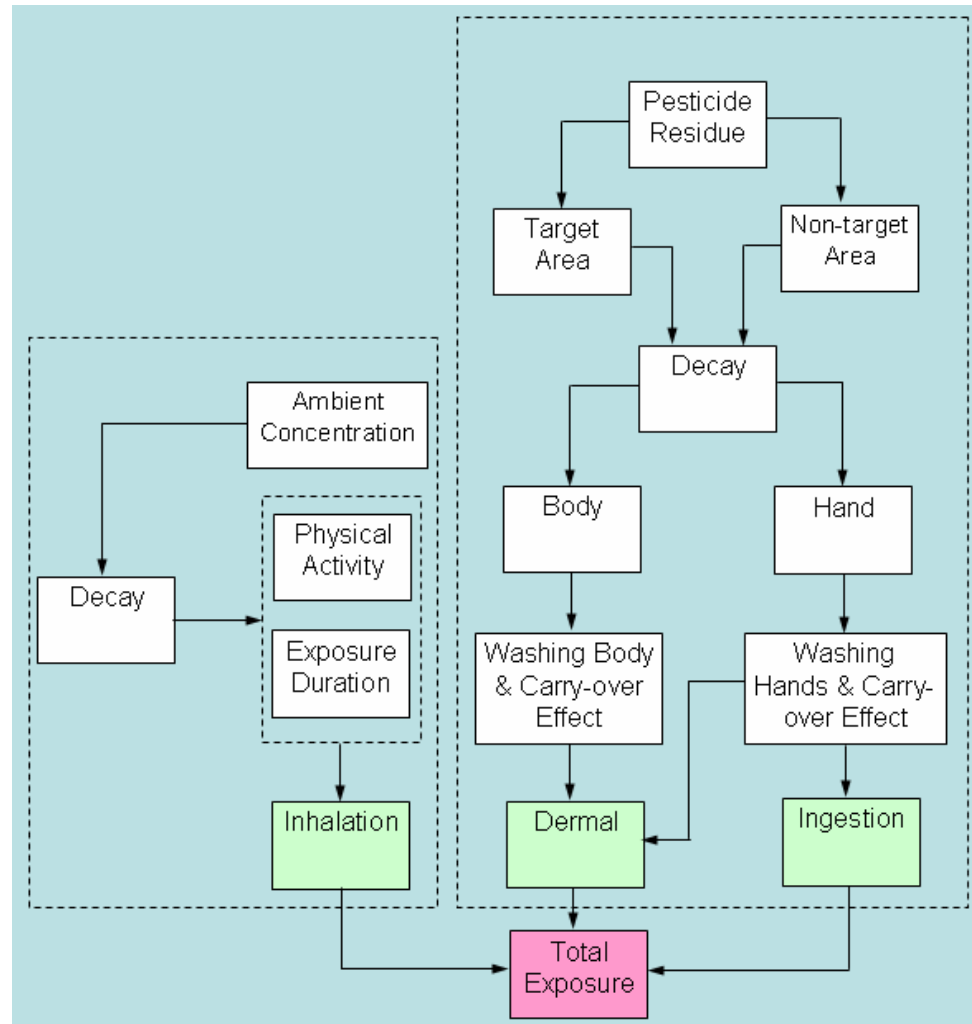 Pesticide
Residue
Target
Area
Non-target
Area
Decay
Ambient
Concentration
Body
Hand
Physical
Activity
Decay
Exposure
Duration
Washing Body
& Carry-over
Effect
Washing
Hands & Carry-
over Effect
Inhalation
Dermal
Ingestion
Total
Exposure